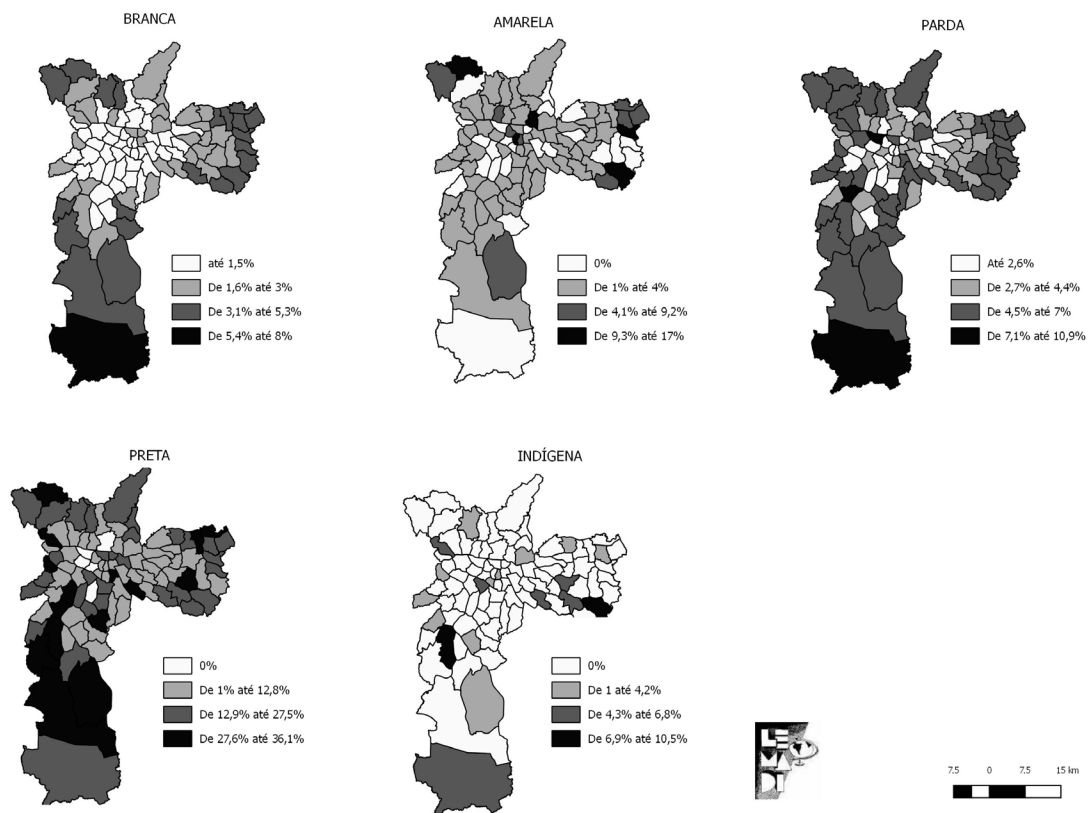 BRANCA
até 1,5%
De 1,6% até 3%
De 3,1% até 5,3%
De 5,4% até 8%
AMARELA
0%
De 1% até 4%
De 4,1% até 9,2%
De 9,3% até 17%
PARDA
Até 2,6%
De 2,7% até 4,4%
De 4,5% até 7%
De 7,1% até 10,9%
PRETA
0%
De 1% até 12,8%
De 12,9% até 27,5%
De 27,6% até 36,1%
INDÍGENA
0%
De 1 até 4,2%
De 4,3% até 6,8%
De 6,9% até 10,5%
LE
MA
DI
7.5 0 7.5 15 km